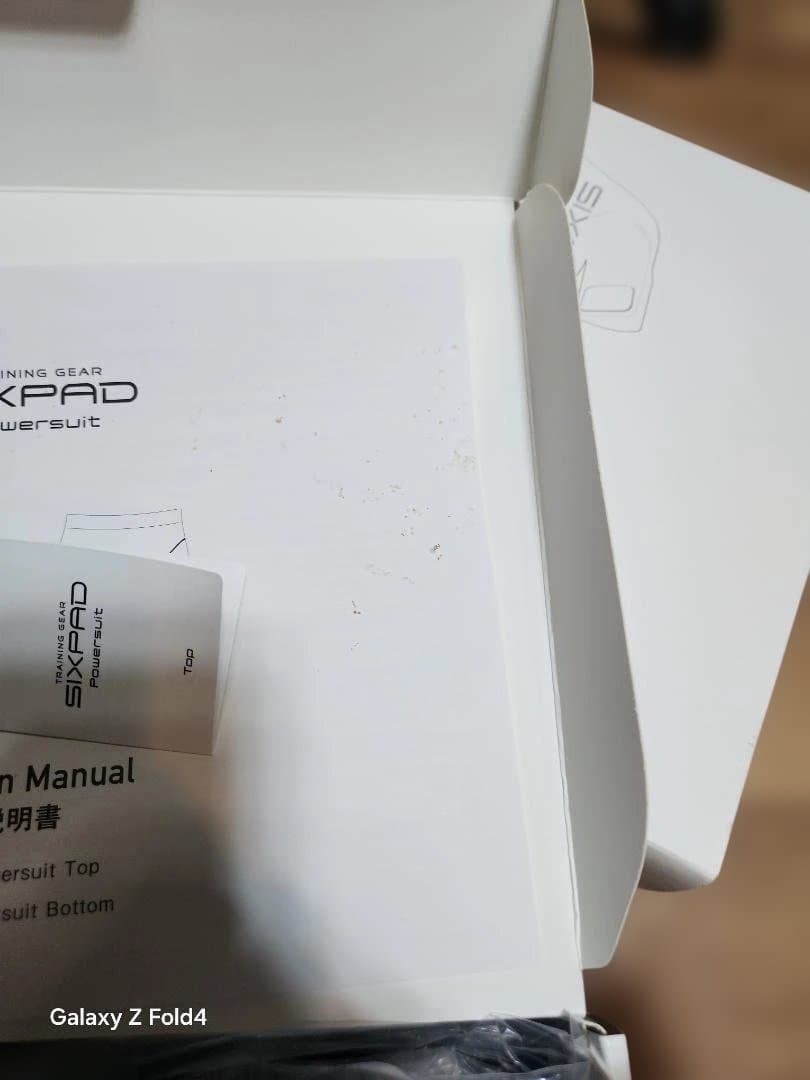 INING GEAR
XPAD
wersuit
SIX
TRAINING GEAR
SIXPAD
Powersuit
Top
n Manual
説明書
ersuit Top
suit Bottom
Galaxy Z Fold4